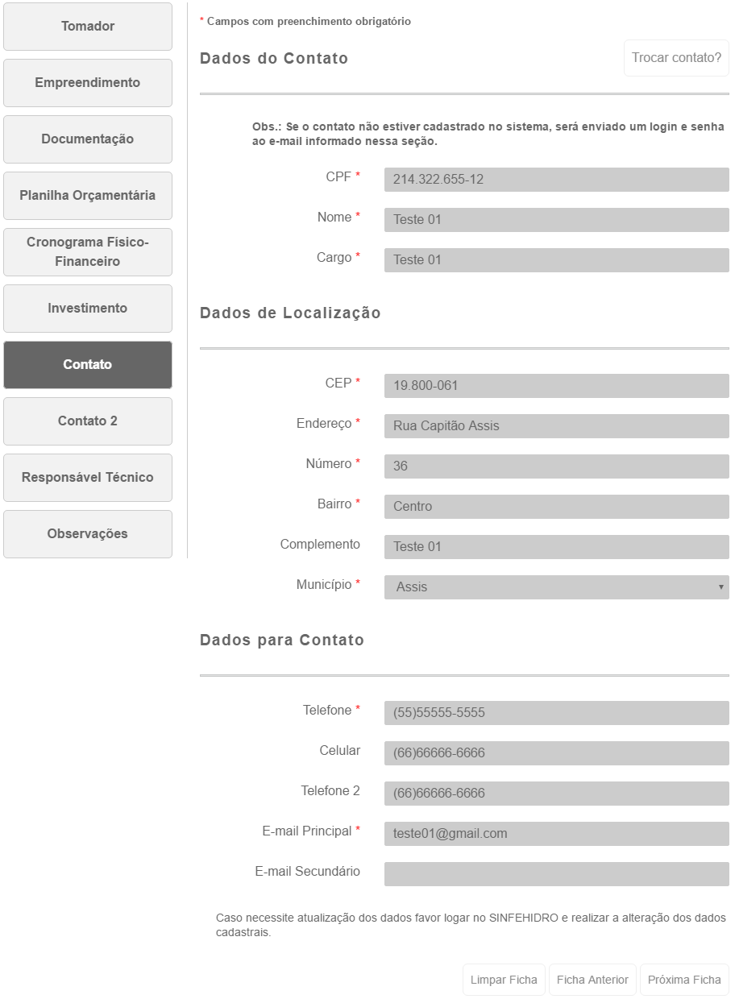 Tomador
Empreendimento
Documentação
Planilha Orçamentária
Cronograma Físico-
Financeiro
Investimento
Contato
Contato 2
Responsável Técnico
Observações
* Campos com preenchimento obrigatório
Dados do Contato
Trocar contato?
Obs.: Se o contato não estiver cadastrado no sistema, será enviado um login e senha
ao e-mail informado nessa seção.
CPF * 214.322.655-12
Nome * Teste 01
Cargo * Teste 01
Dados de Localização
CEP * 19.800-061
Endereço * Rua Capitão Assis
Número * 36
Bairro * Centro
Complemento Teste 01
Município * Assis
Dados para Contato
Telefone * (55)55555-5555
Celular (66)66666-6666
Telefone 2 (66)66666-6666
E-mail Principal * teste01@gmail.com
E-mail Secundário
Caso necessite atualização dos dados favor logar no SINFEHIDRO e realizar a alteração dos dados
cadastrais.
Limpar Ficha Ficha Anterior Próxima Ficha